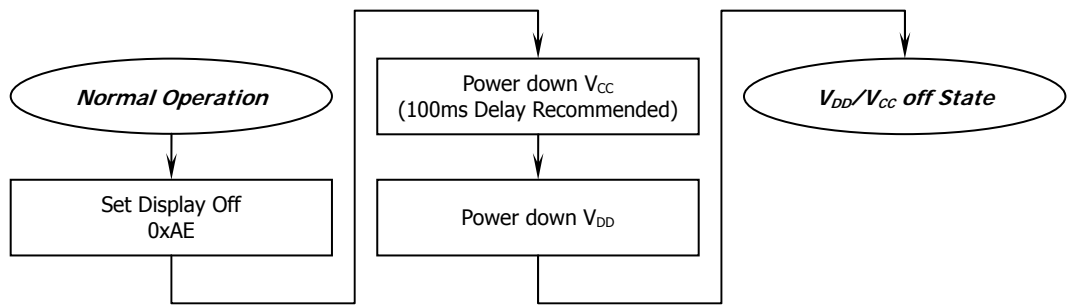 Normal Operation
Set Display Off
0xAE
Power down VCC
(100ms Delay Recommended)
Power down VDD
VDD/VCC off State